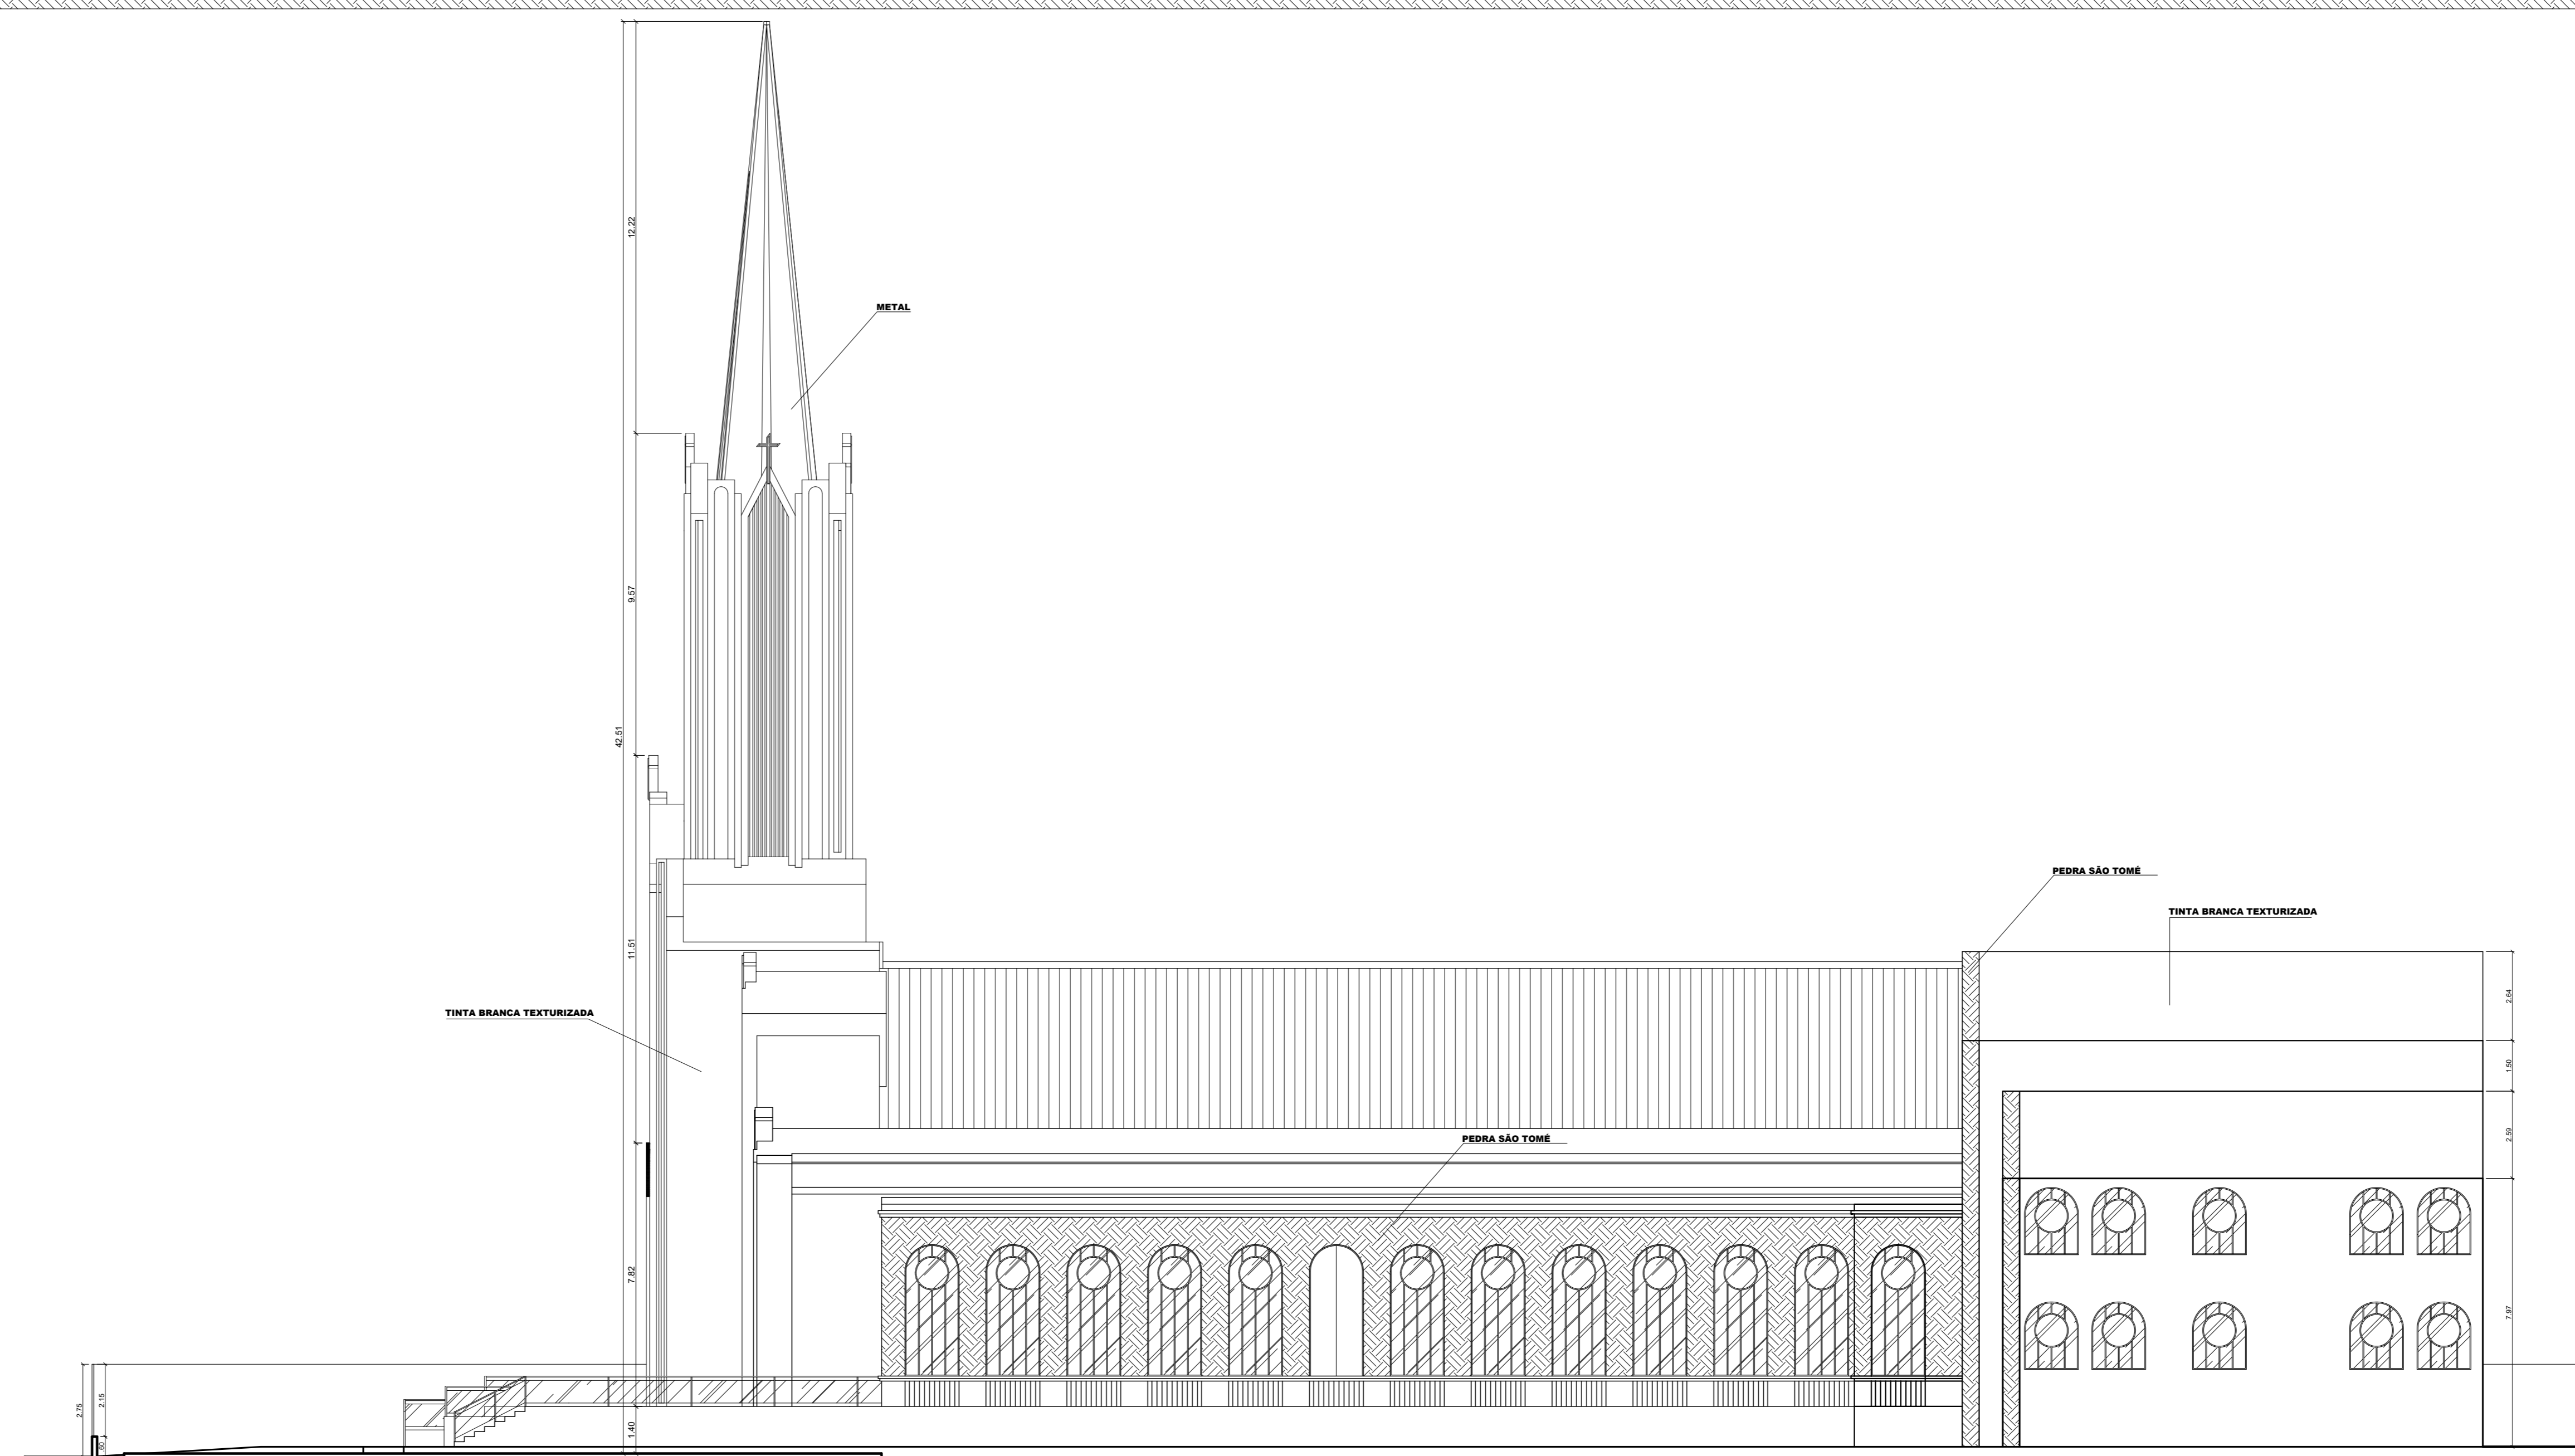 12.22
METAL
9.57
42.51
PEDRA SÃO TOMÉ
TINTA BRANCA TEXTURIZADA
11.51
2.64
TINTA BRANCA TEXTURIZADA
1.50
PEDRA SÃO TOMÉ
2.59
7.82
7.97
2.15
2.75
1.40
60